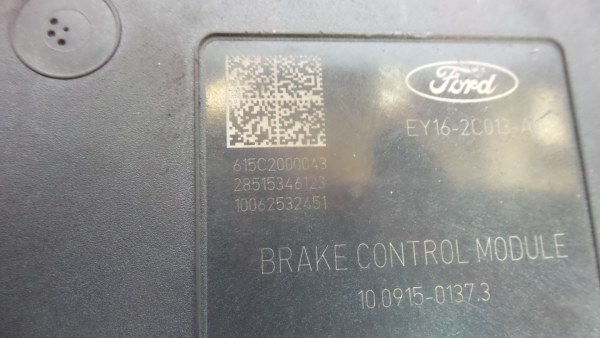 Ford
EY16-2C013-A
615C2000043
28515346123
10062532451
BRAKE CONTROL MODULE
10.0915-0137.3